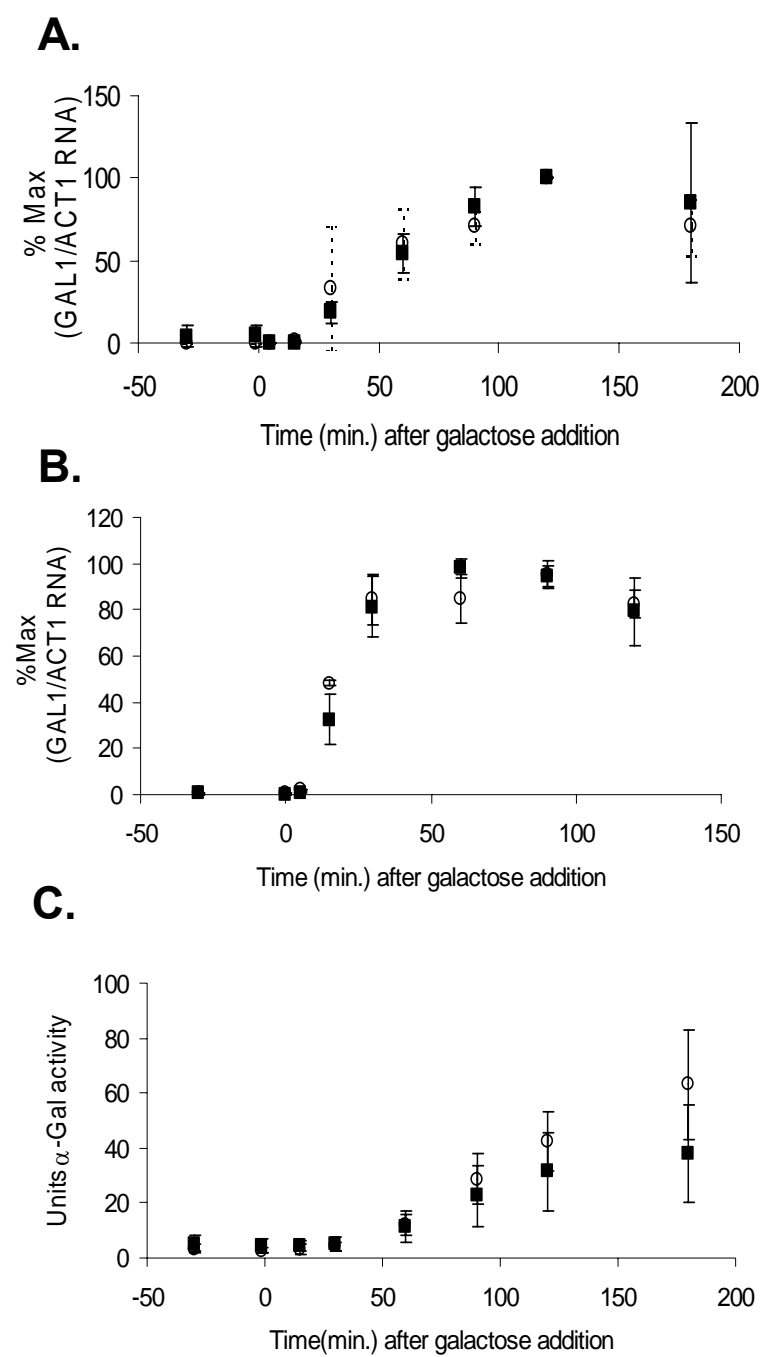 A.
150
100
50
0
-50 0 50 100 150 200
% Max
(GAL1/ACT1 RNA)
Time (min.) after galactose addition
B.
120
100
80
60
40
20
0
-50 0 50 100 150
%Max
(GAL1/ACT1 RNA)
Time (min.) after galactose addition
C.
100
80
60
40
20
0
-50 0 50 100 150 200
Units α-Gal activity
Time(min.) after galactose addition